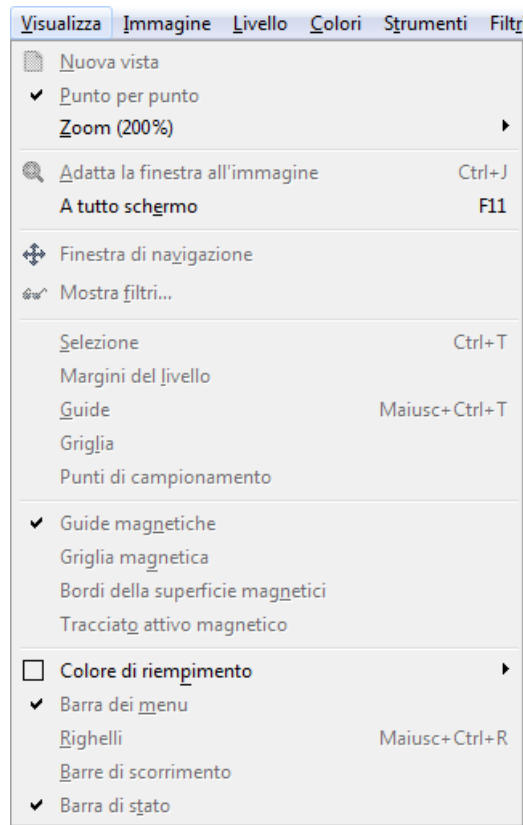 Visualizza Immagine Livello Colori Strumenti Filtr
Nuova vista
Punto per punto
Zoom (200%)
Adatta la finestra all'immagine Ctrl+J
A tutto schermo F11
Finestra di navigazione
Mostra filtri...
Selezione Ctrl+T
Margini del livello
Guide Maiusc+Ctrl+T
Griglia
Punti di campionamento
Guide magnetiche
Griglia magnetica
Bordi della superficie magnetici
Tracciato attivo magnetico
Colore di riempimento
Barra dei menu
Righelli Maiusc+Ctrl+R
Barre di scorrimento
Barra di stato